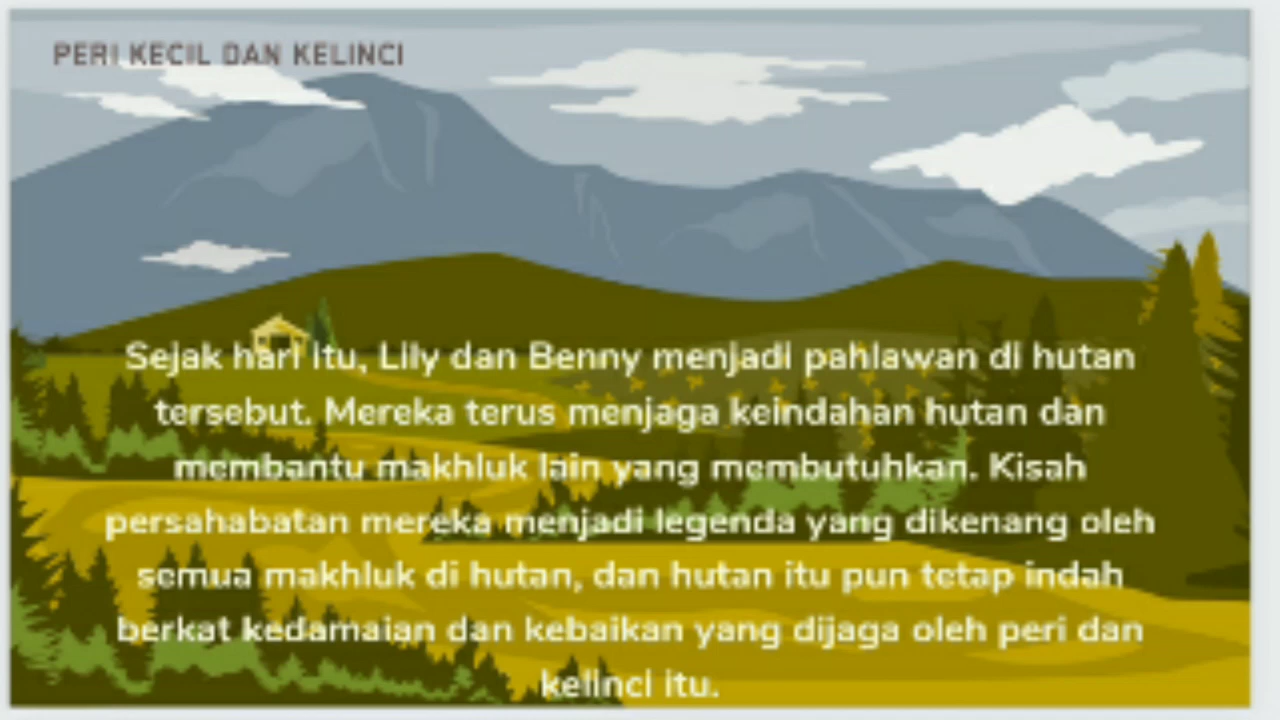 PERI KECIL DAN KELINCI
Sejak hari itu, Lily dan Benny menjadi pahlawan di hutan
tersebut. Mereka terus menjaga keindahan hutan dan
membantu makhluk lain yang membutuhkan. Kisah
persahabatan mereka menjadi legenda yang dikenang oleh
semua makhluk di hutan, dan hutan itu pun tetap indah
berkat kedamaian dan kebaikan yang dijaga oleh peri dan
kelinci itu.